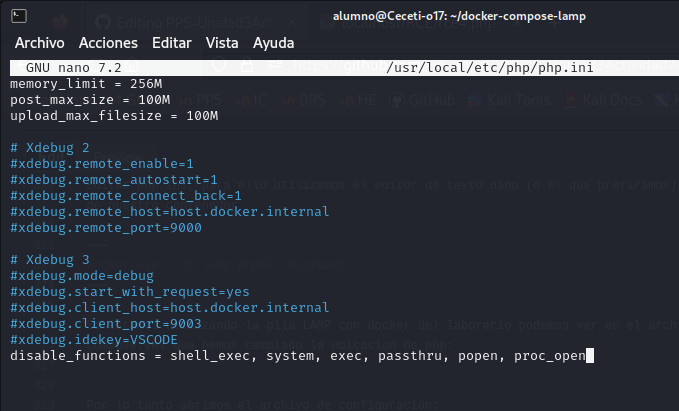 alumno@Ceceti-o17: ~/docker-compose-lamp
Archivo Acciones Editar Vista Ayuda
GNU nano 7.2 /usr/local/etc/php/php.ini
memory_limit = 256M
post_max_size = 100M
upload_max_filesize = 100M
# Xdebug 2
#xdebug.remote_enable=1
#xdebug.remote_autostart=1
#xdebug.remote_connect_back=1
#xdebug.remote_host=host.docker.internal
#xdebug.remote_port=9000
# Xdebug 3
#xdebug.mode=debug
#xdebug.start_with_request=yes
#xdebug.client_host=host.docker.internal
#xdebug.client_port=9003
#xdebug.idekey=VSCODE
disable_functions = shell_exec, system, exec, passthru, popen, proc_open